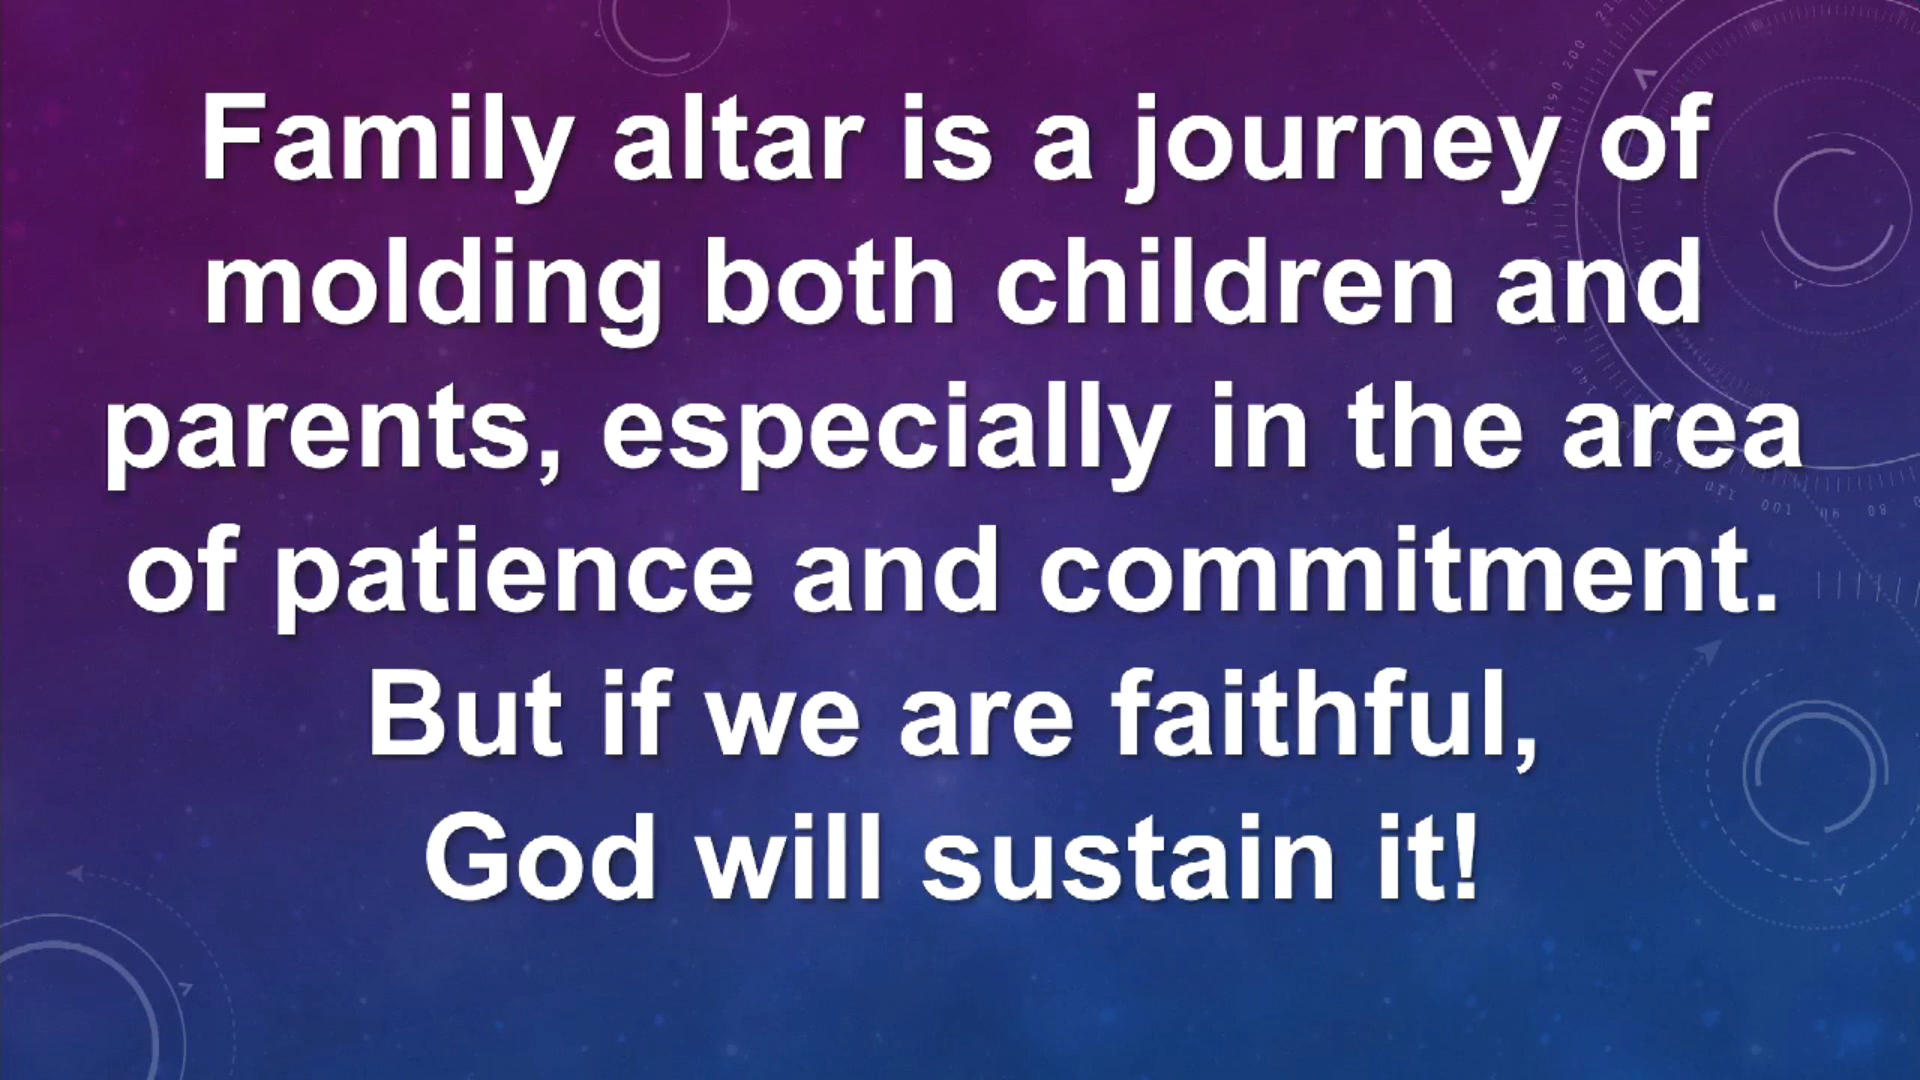 Family altar is a journey of
molding both children and
parents, especially in the area
of patience and commitment.
But if we are faithful,
God will sustain it!